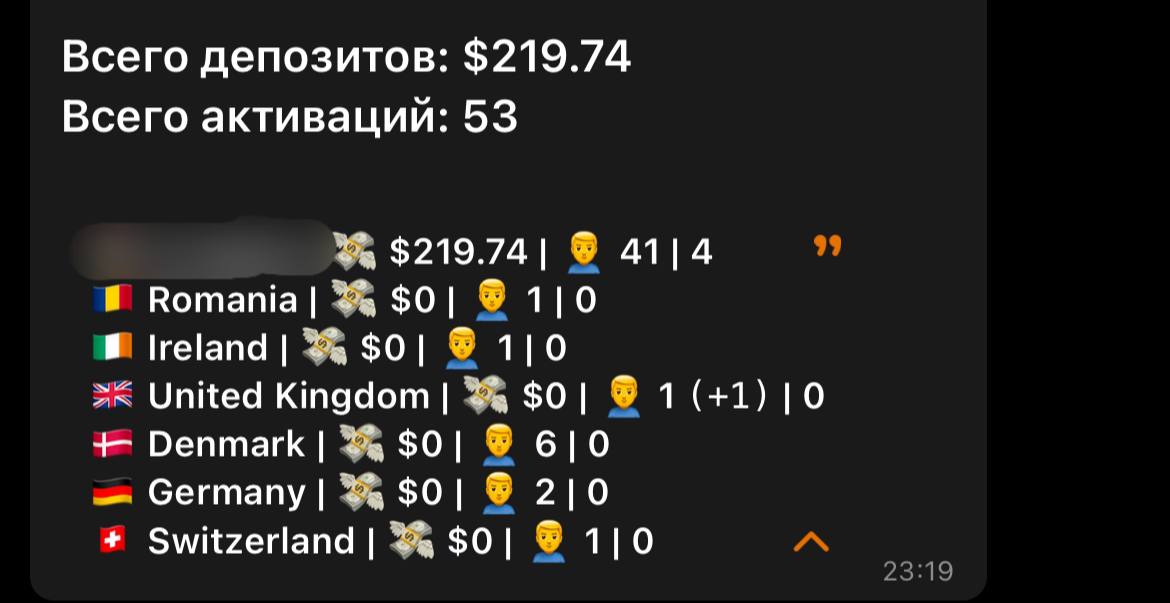 Всего депозитов: $219.74
Всего активаций: 53
💸 $219.74 | 👨 41 | 4
🇷🇴 Romania | 💸 $0 | 👨 1 | 0
🇮🇪 Ireland | 💸 $0 | 👨 1 | 0
🇬🇧 United Kingdom | 💸 $0 | 👨 1 (+1) | 0
🇩🇰 Denmark | 💸 $0 | 👨 6 | 0
🇩🇪 Germany | 💸 $0 | 👨 2 | 0
🇨🇭 Switzerland | 💸 $0 | 👨 1 | 0
23:19